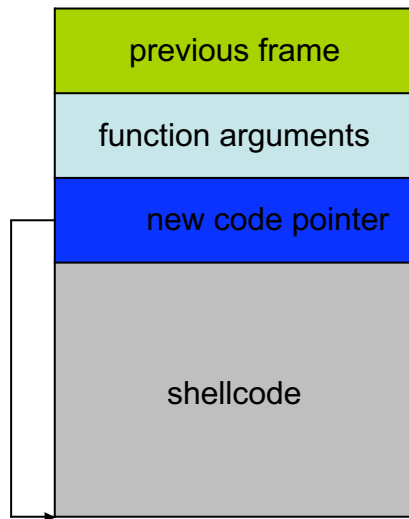 previous frame
function arguments
new code pointer
shellcode